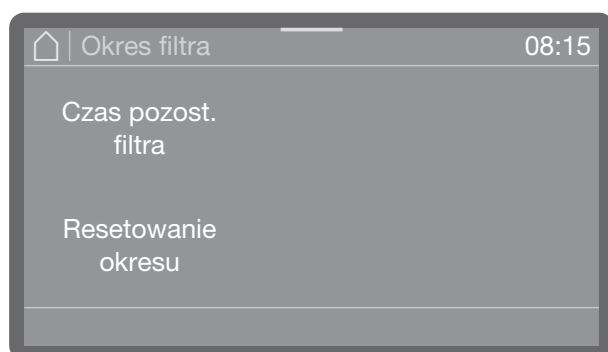 Okres filtra 08:15
Czas pozost.
filtra
Resetowanie
okresu